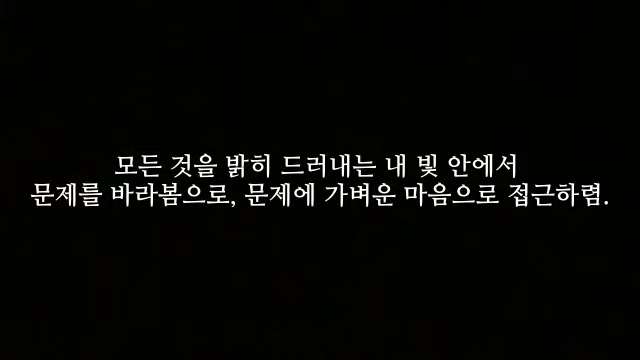 모든 것을 밝히 드러내는 내 빛 안에서
문제를 바라봄으로, 문제에 가벼운 마음으로 접근하렴.